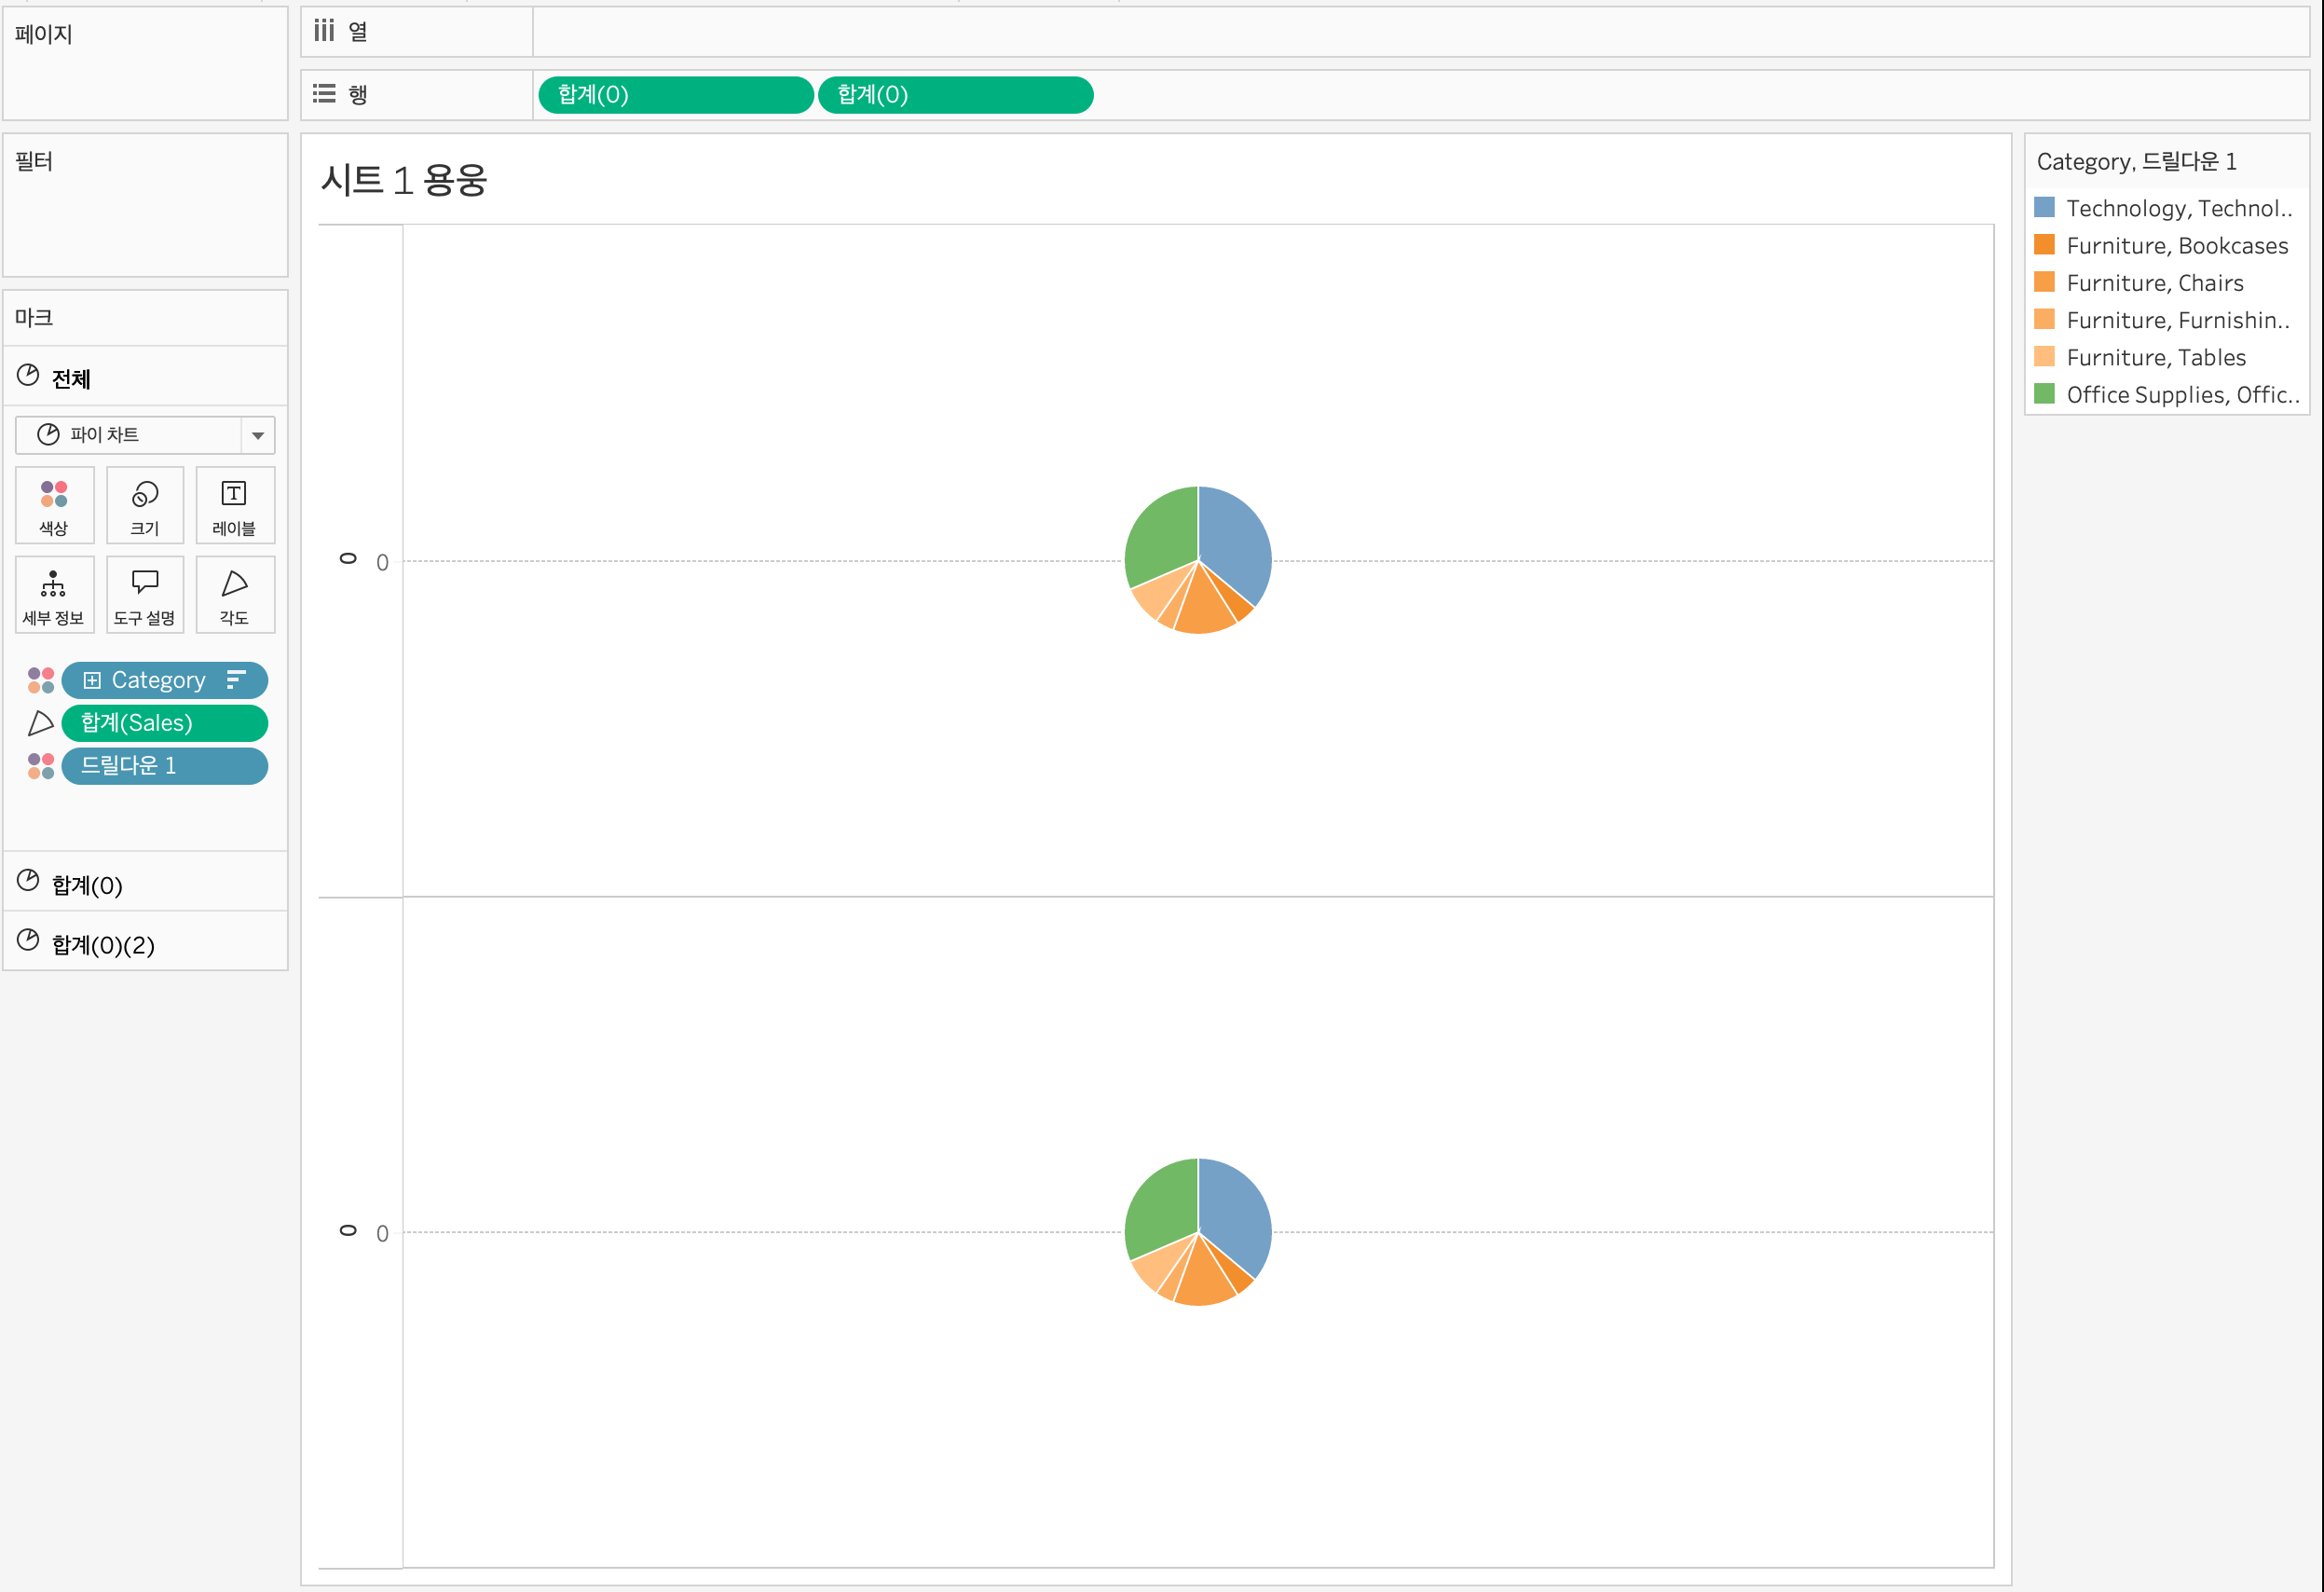 페이지
열
행
합계(0) 합계(0)
필터
마크
전체
파이 차트
색상
크기
레이블
세부 정보
도구 설명
각도
Category
합계(Sales)
드릴다운 1
합계(0)
합계(0)(2)
시트 1 용웅
0
0
0
0
Category, 드릴다운 1
Technology, Technol..
Furniture, Bookcases
Furniture, Chairs
Furniture, Furnishin..
Furniture, Tables
Office Supplies, Offic..